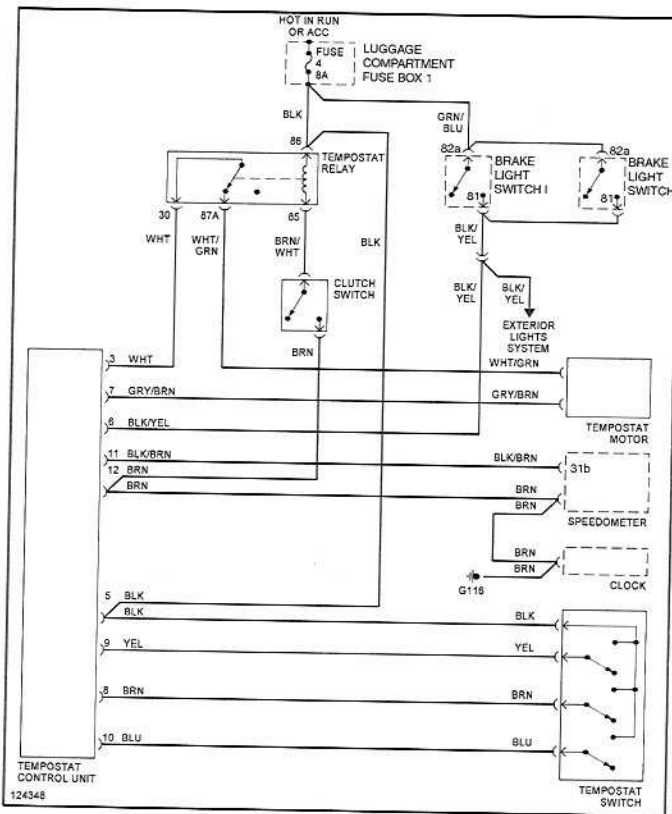 HOT IN RUN
OR ACC
FUSE
4
8A
LUGGAGE
COMPARTMENT
FUSE BOX 1
BLK
GRN/
BLU
86
82a
82a
TEMPOSTAT
RELAY
BRAKE
LIGHT
SWITCH I
BRAKE
LIGHT
SWITCH
81
81
30
87A
85
WHT
WHT/
GRN
BRN/
WHT
BLK
BLK/
YEL
CLUTCH
SWITCH
BLK/
YEL
BLK/
YEL
BRN
EXTERIOR
LIGHTS
SYSTEM
3 WHT
WHT/GRN
7 GRY/BRN
GRY/BRN
6 BLK/YEL
TEMPOSTAT
MOTOR
11 BLK/BRN
BLK/BRN
31b
12 BRN
BRN
BRN
BRN
SPEEDOMETER
BRN
BRN
G116
CLOCK
5 BLK
BLK
BLK
9 YEL
YEL
8 BRN
BRN
10 BLU
BLU
TEMPOSTAT
CONTROL UNIT
TEMPOSTAT
SWITCH
124348